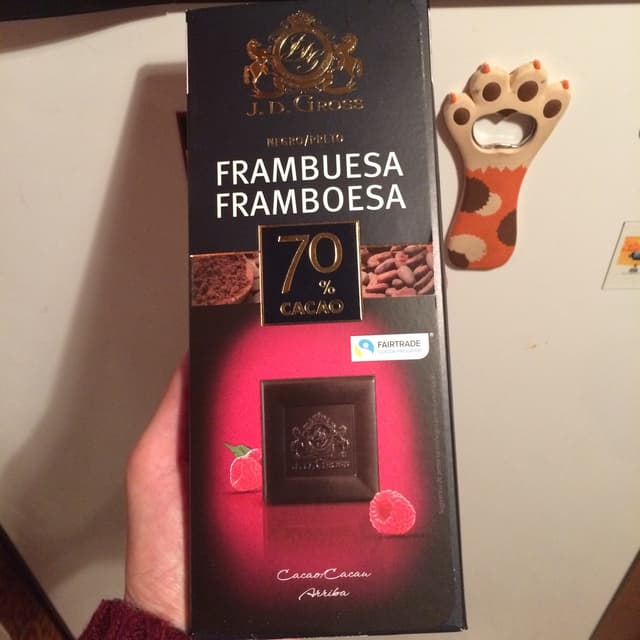 J. D. GROSS
NEGRO/PRETO
FRAMBUESA
FRAMBOESA
70
%
CACAO
FAIRTRADE
J. D. GROSS
Cacao/Cacau
Arriba